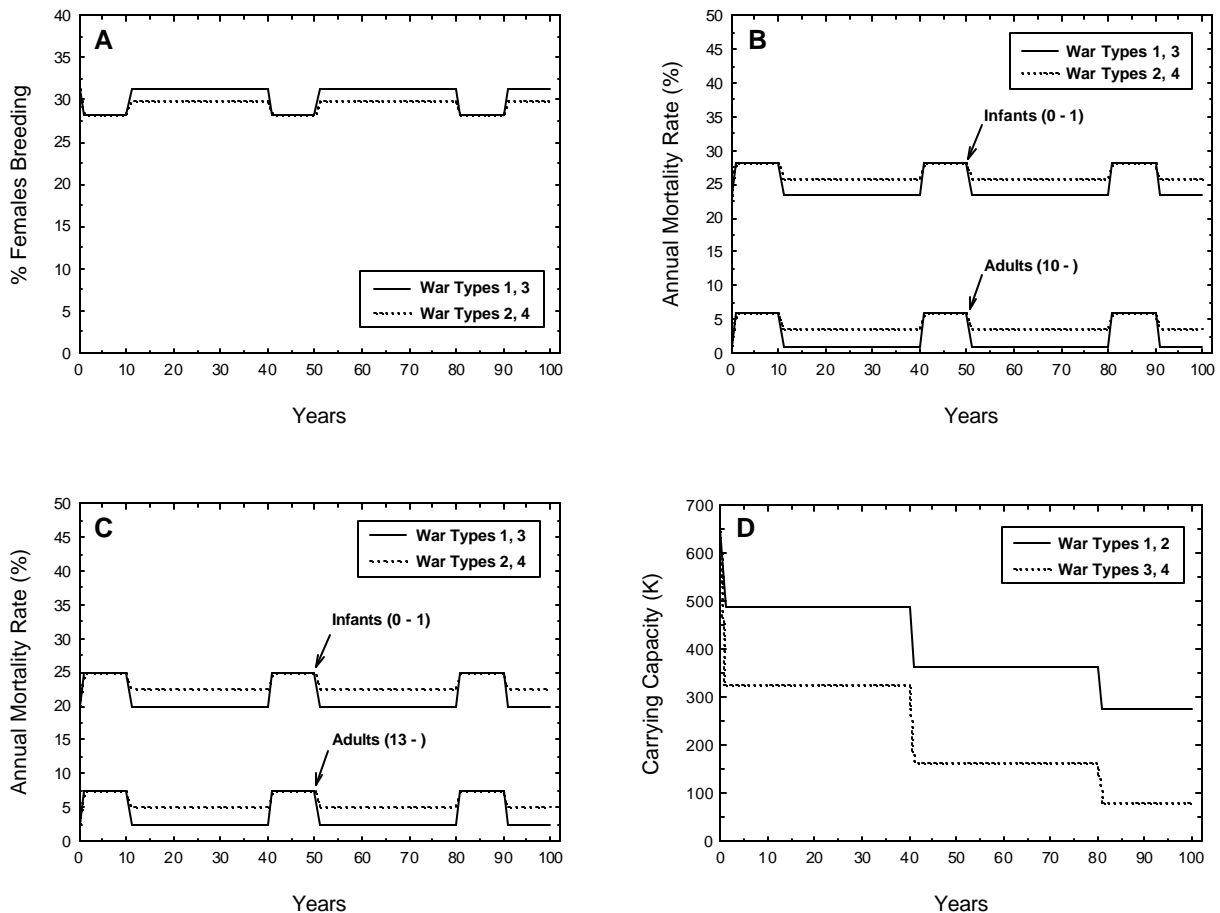 A
% Females Breeding
40
35
30
25
20
15
10
5
0
War Types 1, 3
War Types 2, 4
0 10 20 30 40 50 60 70 80 90 100
Years
B
Annual Mortality Rate (%)
50
45
40
35
30
25
20
15
10
5
0
War Types 1, 3
War Types 2, 4
Infants (0 - 1)
Adults (10 - )
0 10 20 30 40 50 60 70 80 90 100
Years
C
Annual Mortality Rate (%)
50
45
40
35
30
25
20
15
10
5
0
War Types 1, 3
War Types 2, 4
Infants (0 - 1)
Adults (13 - )
0 10 20 30 40 50 60 70 80 90 100
Years
D
Carrying Capacity (K)
700
600
500
400
300
200
100
0
War Types 1, 2
War Types 3, 4
0 10 20 30 40 50 60 70 80 90 100
Years